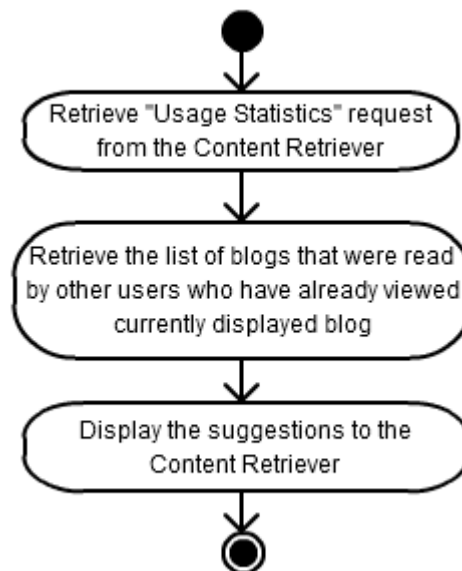 Retrieve "Usage Statistics" request
from the Content Retriever
Retrieve the list of blogs that were read
by other users who have already viewed
currently displayed blog
Display the suggestions to the
Content Retriever